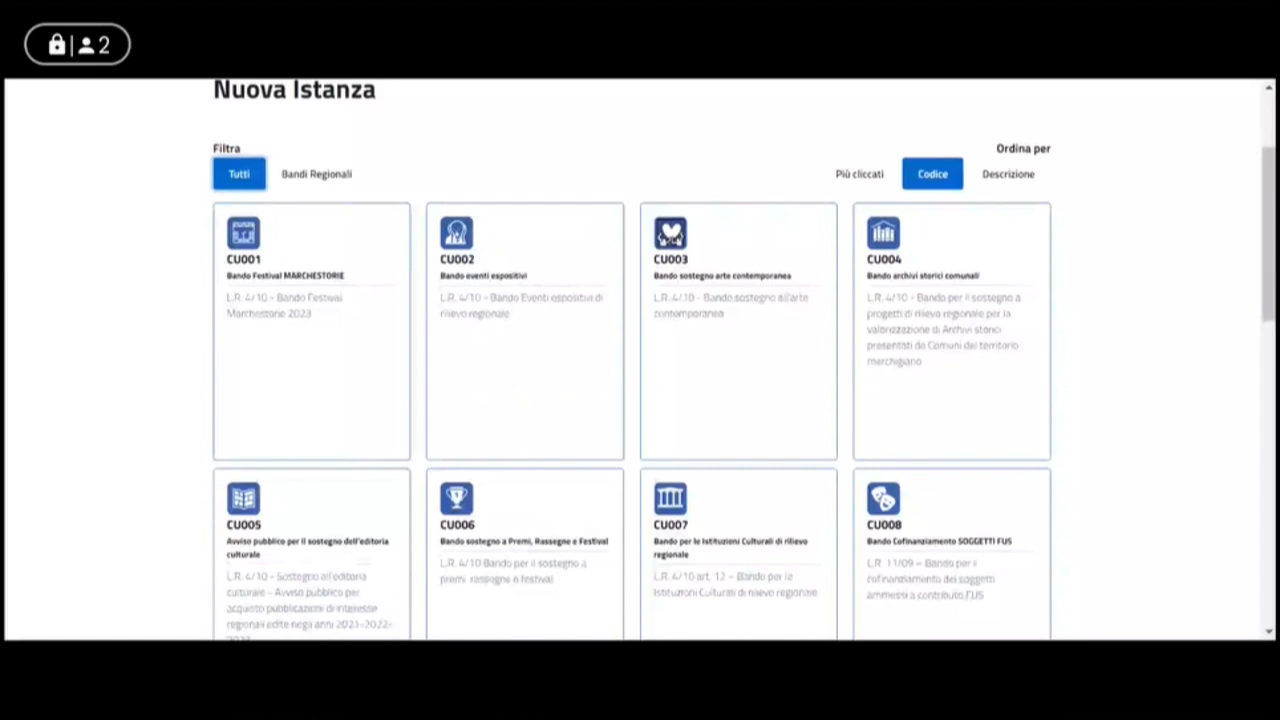 2
Nuova Istanza
Filtra
Ordina per
Tutti
Bandi Regionali
Più cliccati
Codice
Descrizione
CU001
Bando Festival MARCHESTORIE
L.R. 4/10 - Bando Festival
Marchestorie 2023
CU002
Bando eventi espositivi
L.R. 4/10 - Bando Eventi espositivi di
rilievo regionale
CU003
Bando sostegno arte contemporanea
L.R. 4/10 - Bando sostegno all'arte
contemporanea
CU004
Bando archivi storici comunali
L.R. 4/10 - Bando per il sostegno a
progetti di rilievo regionale per la
valorizzazione di Archivi storici
presentati da Comuni del territorio
marchigiano
CU005
Avviso pubblico per il sostegno dell'editoria
culturale
L.R. 4/10 - Sostegno all'editoria
culturale - Avviso pubblico per
acquisto pubblicazioni di interesse
regionali edite negli anni 2021-2022-
CU006
Bando sostegno a Premi, Rassegne e Festival
L.R. 4/10 Bando per il sostegno a
premi rassegne e festival
CU007
Bando per le Istituzioni Culturali di rilievo
regionale
L.R. 4/10 art. 12 - Bando per le
Istituzioni Culturali di rilievo regionale
CU008
Bando Cofinanziamento SOGGETTI FUS
L.R. 11/09 - Bando per il
cofinanziamento dei soggetti
ammessi a contributo FUS